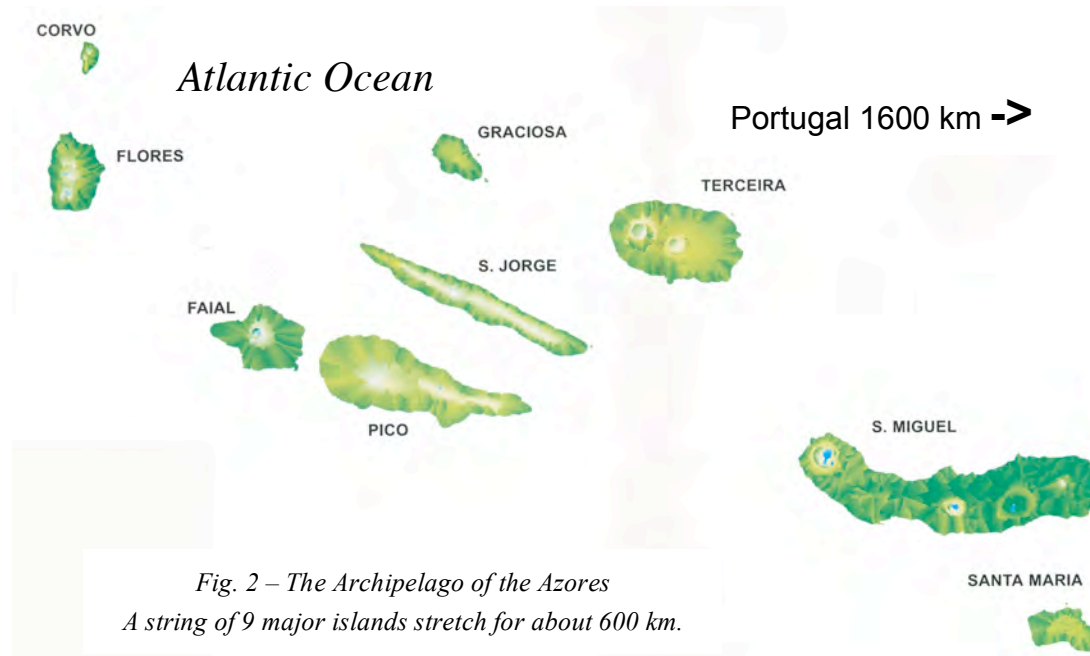 CORVO
Atlantic Ocean
Portugal 1600 km ->
GRACIOSA
FLORES
TERCEIRA
S. JORGE
FAIAL
PICO
S. MIGUEL
SANTA MARIA
Fig. 2 – The Archipelago of the Azores
A string of 9 major islands stretch for about 600 km.